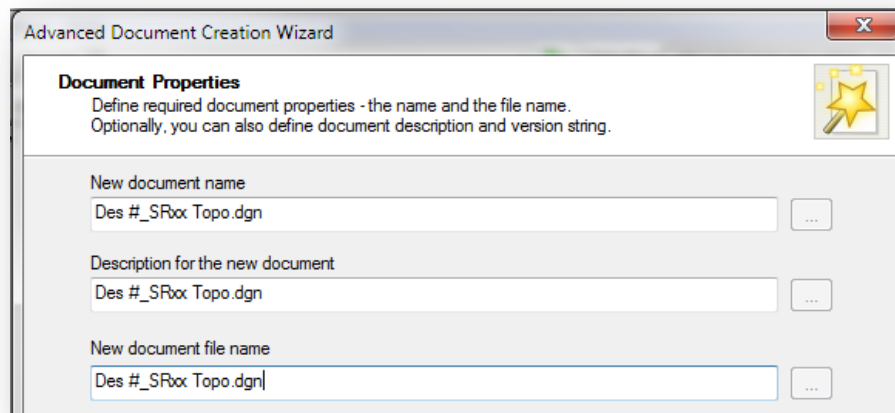 Advanced Document Creation Wizard
Document Properties
Define required document properties - the name and the file name.
Optionally, you can also define document description and version string.
New document name
Des #_SRxx Topo.dgn
...
Description for the new document
Des #_SRxx Topo.dgn
...
New document file name
Des #_SRxx Topo.dgn
...